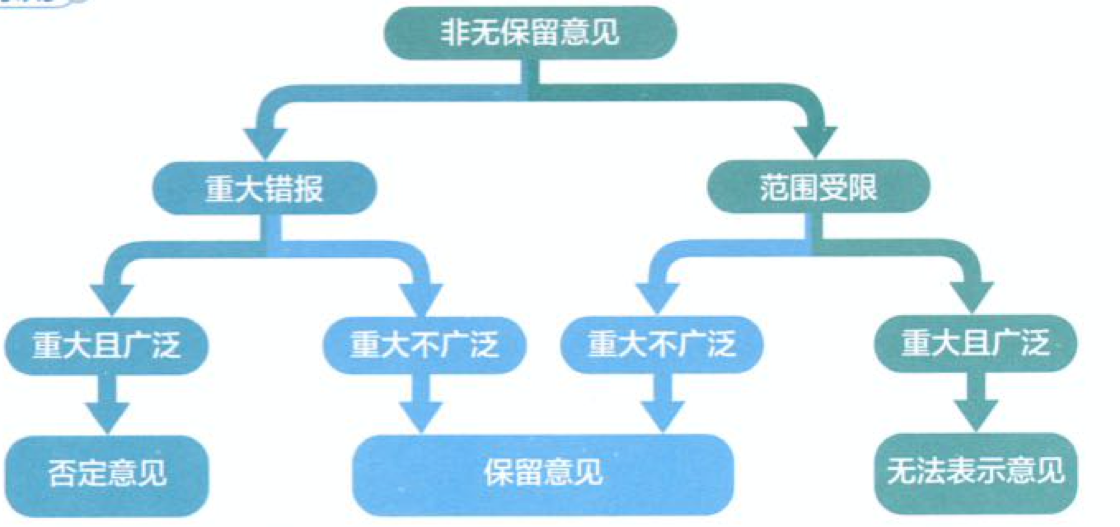 非无保留意见
重大错报
范围受限
重大且广泛
重大不广泛
重大不广泛
重大且广泛
否定意见
保留意见
无法表示意见